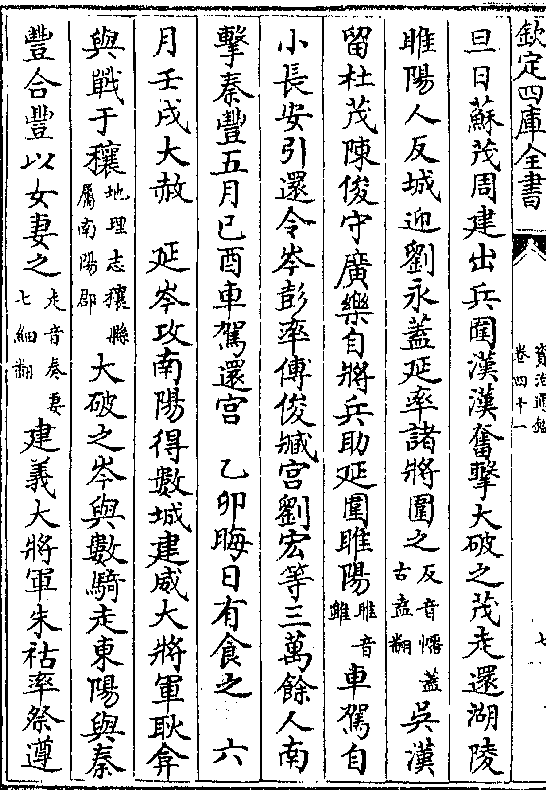 欽定四庫全書
資治通鑑
卷四十一
七
旦日蘇茂周建出兵圍漢漢奮擊大破之茂走還湖陵
睢陽人反城迎劉永蓋延率諸將圍之反音幡蓋古盍翻吳漢
留杜茂陳俊守廣樂自將兵助延圍睢陽睢音雖車駕自
小長安引還令岑彭率傅俊臧宫劉宏等三萬餘人南
擊秦豐五月己酉車駕還宫　乙卯晦日有食之　六
月壬戌大赦　延岑攻南陽得數城建威大將軍耿弇
與戰于穰地理志穰縣屬南陽郡大破之岑與數騎走東陽與秦
豐合豐以女妻之走音奏妻七細翻建義大將軍朱祜率祭遵